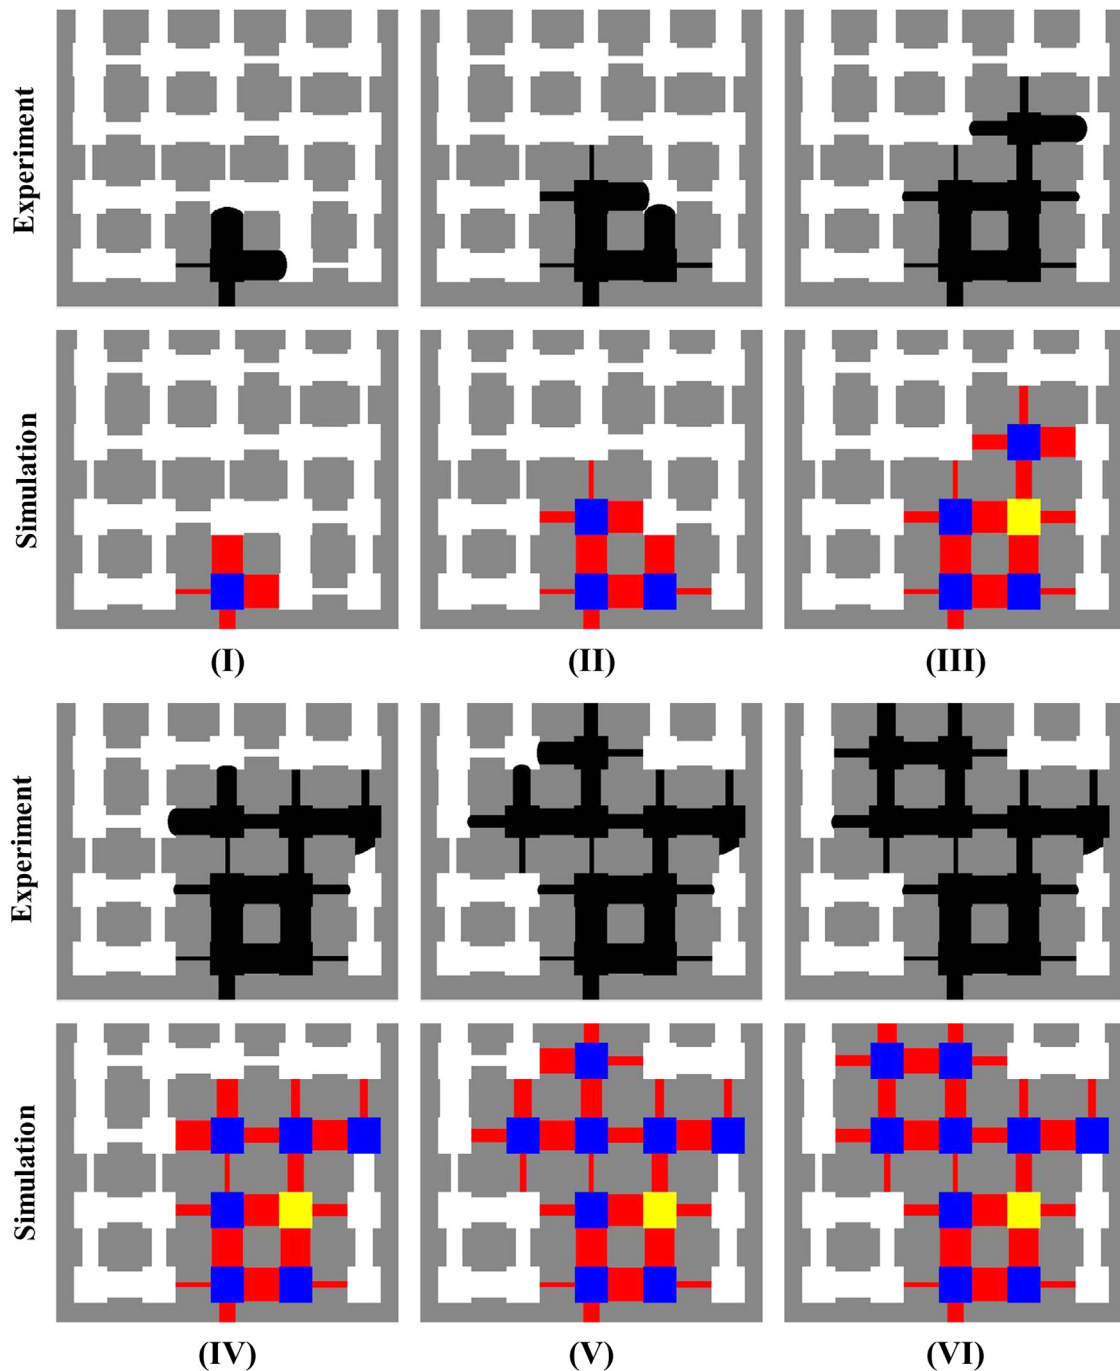 Experiment
Simulation
(I) (II) (III)
Experiment
Simulation
(IV) (V) (VI)